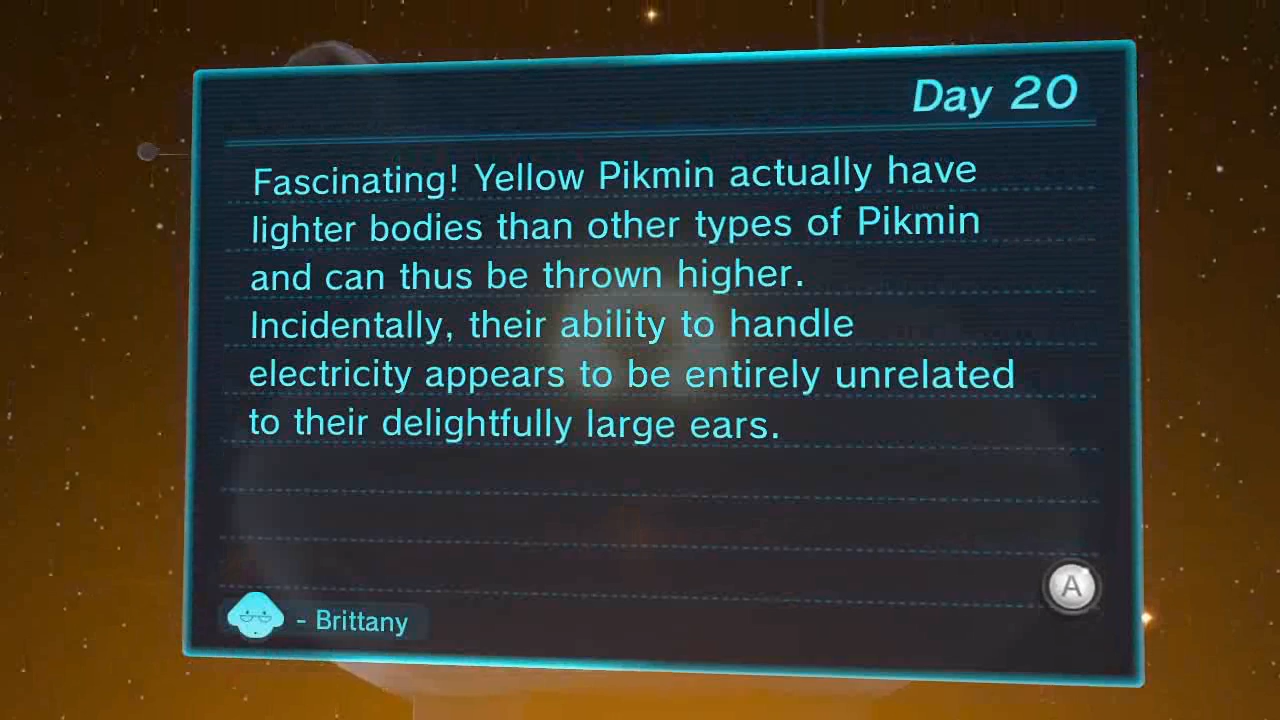 Day 20
Fascinating! Yellow Pikmin actually have
lighter bodies than other types of Pikmin
and can thus be thrown higher.
Incidentally, their ability to handle
electricity appears to be entirely unrelated
to their delightfully large ears.
A
- Brittany